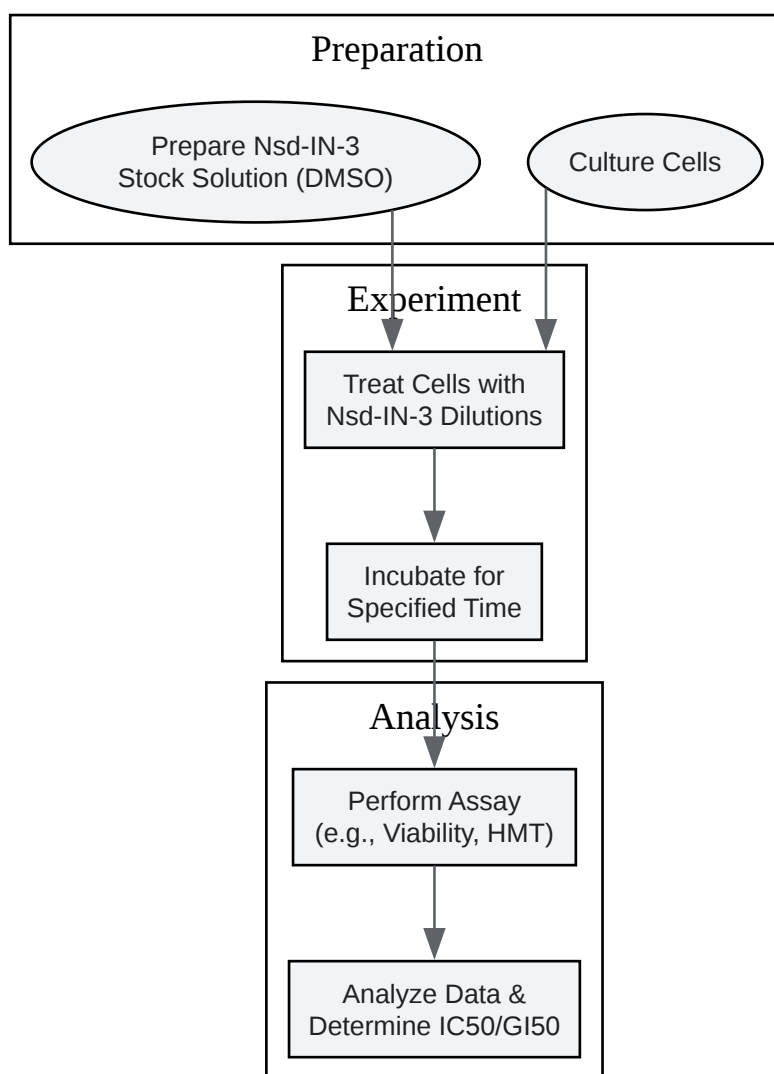 Preparation
Prepare Nsd-IN-3
Stock Solution (DMSO)
Culture Cells
Experiment
Treat Cells with
Nsd-IN-3 Dilutions
Incubate for
Specified Time
Analysis
Perform Assay
(e.g., Viability, HMT)
Analyze Data &
Determine IC50/GI50